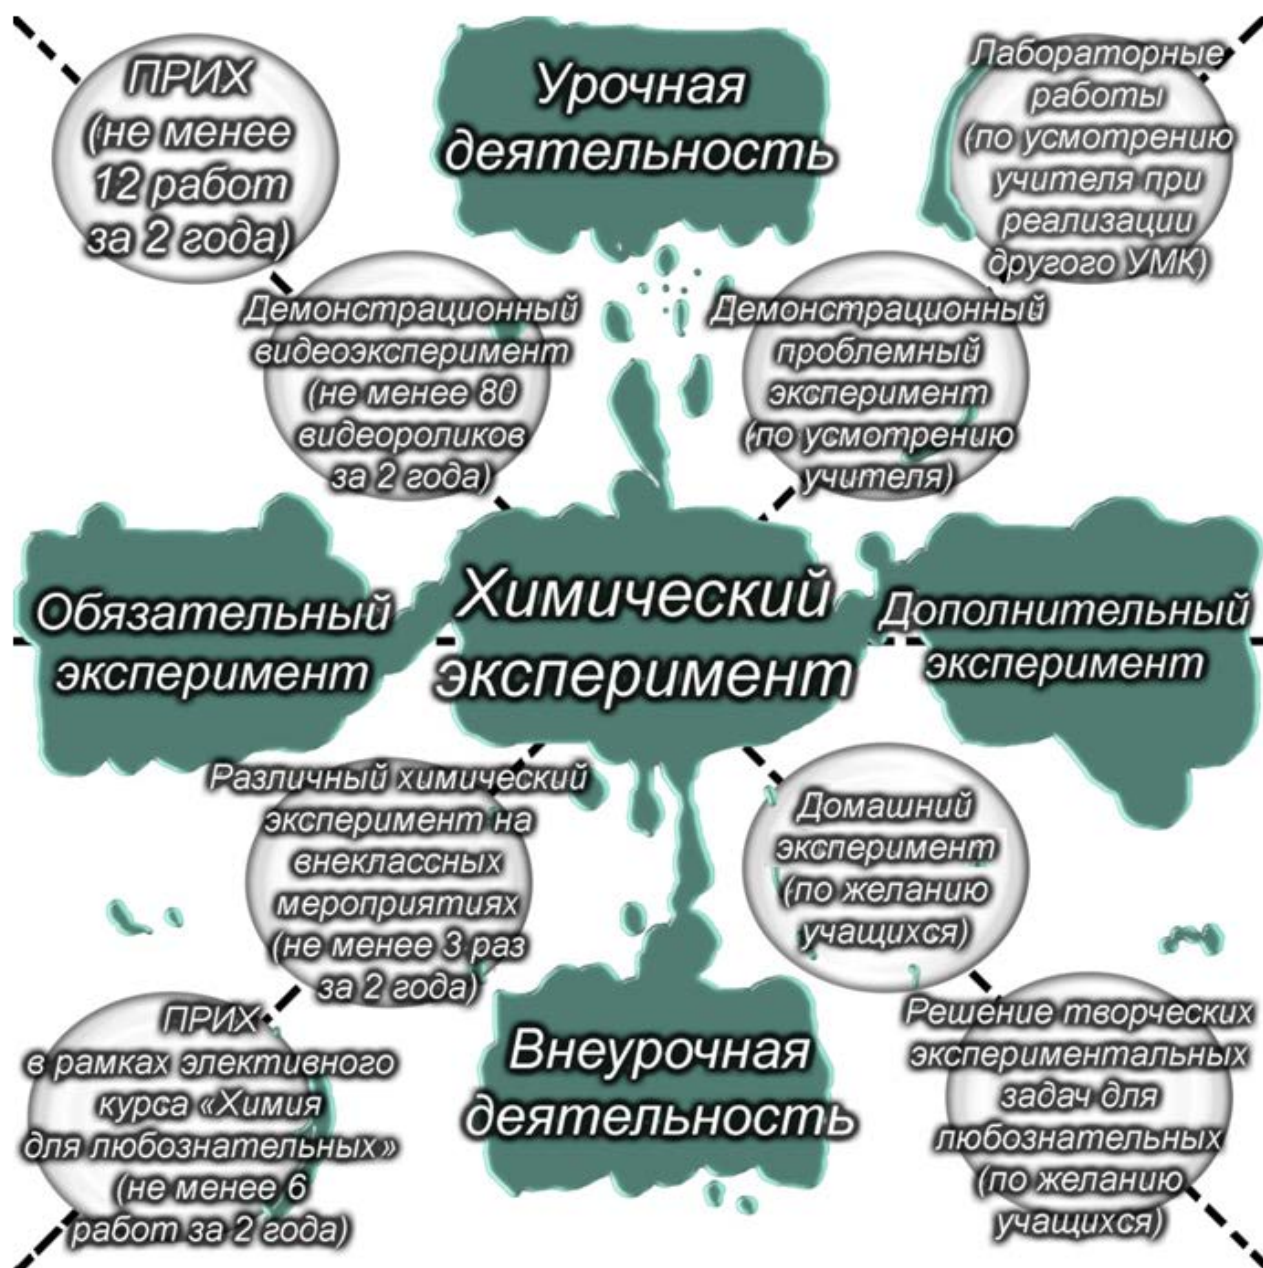 ПРИХ
(не менее
12 работ
за 2 года)
Урочная
деятельность
Лабораторные
работы
(по усмотрению
учителя при
реализации
другого УМК)
Демонстрационный
видеоэксперимент
(не менее 80
видеороликов
за 2 года)
Демонстрационный
проблемный
эксперимент
(по усмотрению
учителя)
Обязательный
эксперимент
Химический
эксперимент
Дополнительный
эксперимент
Различный химический
эксперимент на
внеклассных
мероприятиях
(не менее 3 раз
за 2 года)
Домашний
эксперимент
(по желанию
учащихся)
ПРИХ
в рамках элективного
курса «Химия
для любознательных»
(не менее 6
работ за 2 года)
Внеурочная
деятельность
Решение творческих
экспериментальных
задач для
любознательных
(по желанию
учащихся)